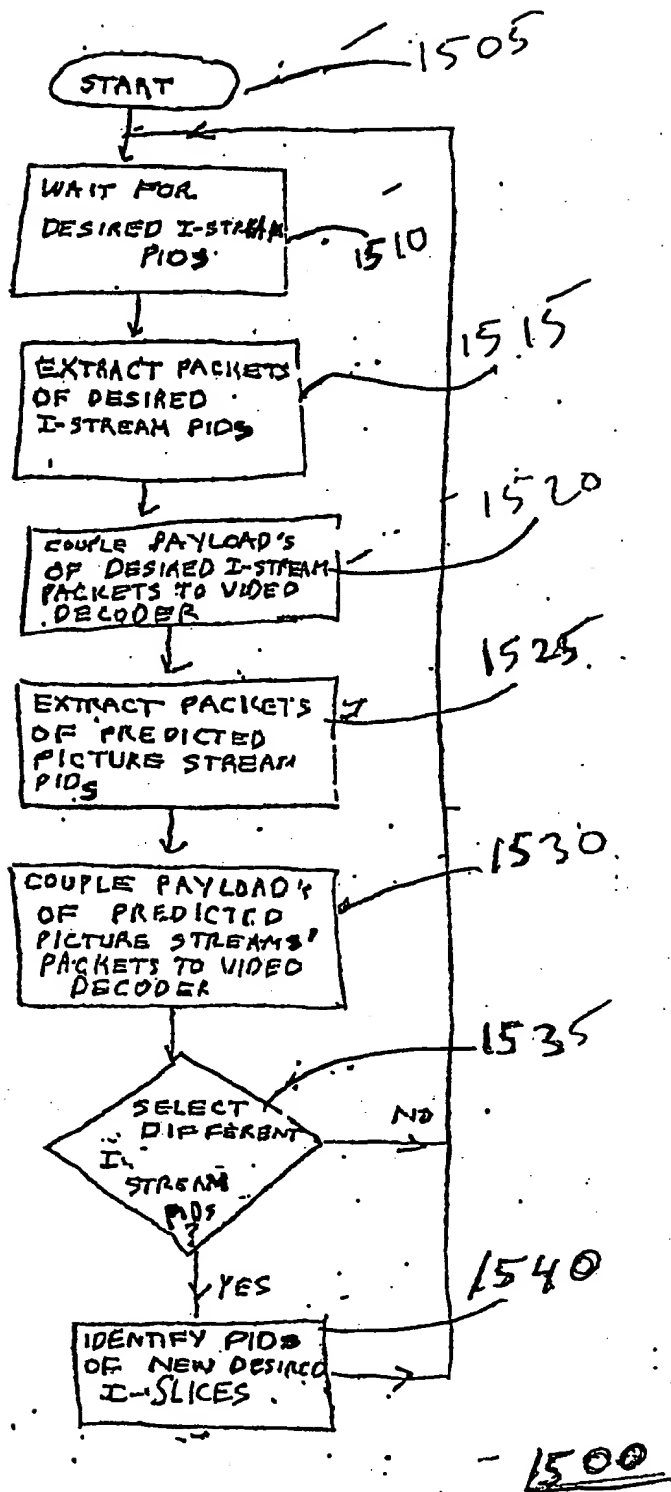 START
1505
WAIT FOR
DESIRED I-STREAM
PIDS
1510
EXTRACT PACKETS
OF DESIRED
I-STREAM PIDS
1515
COUPLE PAYLOAD'S
OF DESIRED I-STREAM
PACKETS TO VIDEO
DECODER
1520
EXTRACT PACKETS
OF PREDICTED
PICTURE STREAM
PIDS
1525
COUPLE PAYLOAD'S
OF PREDICTED
PICTURE STREAMS'
PACKETS TO VIDEO
DECODER
1530
SELECT
DIFFERENT
I-
STREAM
PIDS
?
1535
NO
YES
IDENTIFY PIDS
OF NEW DESIRED
I-SLICES
1540
1500